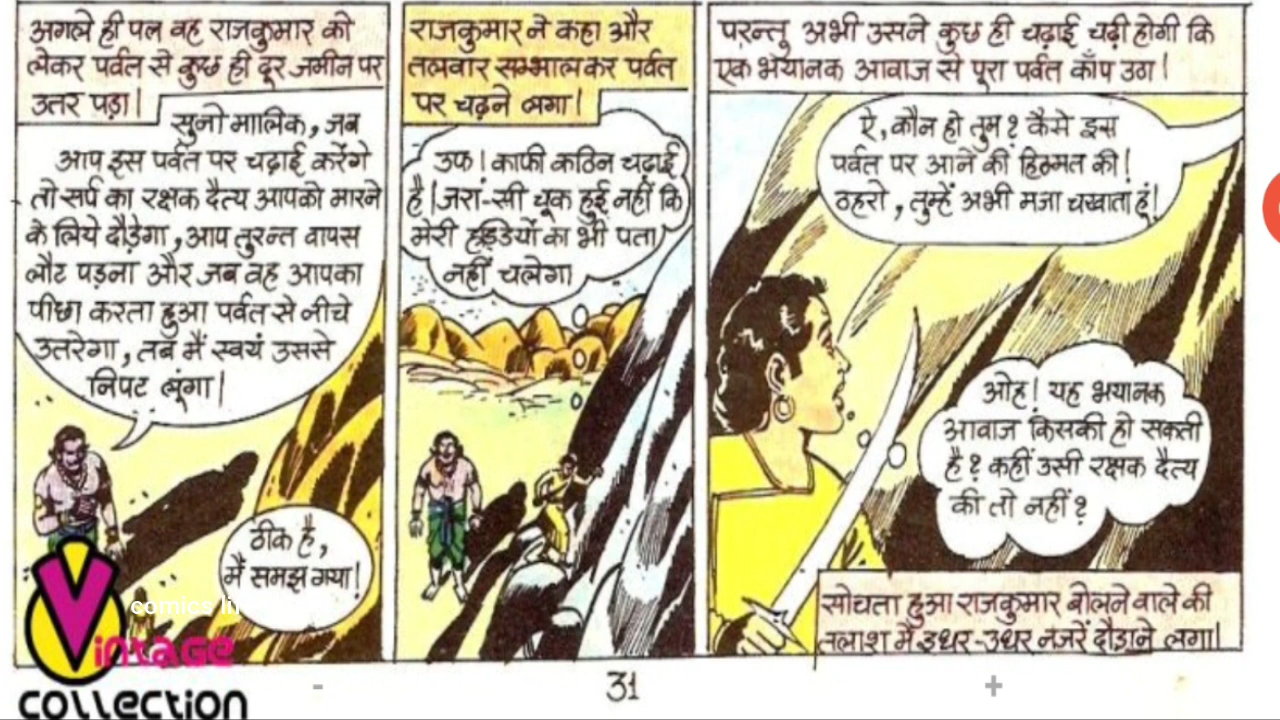 अगले ही पल वह राजकुमार को
लेकर पर्वत से कुछ ही दूर जमीन पर
उतर पड़ा!
सुनो मालिक, जब
आप इस पर्वत पर चढ़ाई करेंगे
तो सर्प का रक्षक दैत्य आपको मारने
के लिये दौड़ेगा, आप तुरन्त वापस
लौट पड़ना और जब वह आपका
पीछा करता हुआ पर्वत से नीचे
उतरेगा, तब मैं स्वयं उससे
निपट लूंगा!
ठीक है,
मैं समझ गया!
राजकुमार ने कहा और
तलवार सम्भालकर पर्वत
पर चढ़ने लगा!
उफ! काफी कठिन चढ़ाई
है! जरा-सी चूक हुई नहीं कि
मेरी हड्डियों का भी पता
नहीं चलेगा
परन्तु अभी उसने कुछ ही चढ़ाई चढ़ी होगी कि
एक भयानक आवाज से पूरा पर्वत काँप उठा!
ऐ, कौन हो तुम? कैसे इस
पर्वत पर आने की हिम्मत की!
ठहरो, तुम्हें अभी मजा चखाता हूं!
ओह! यह भयानक
आवाज किसकी हो सकती
है? कहीं उसी रक्षक दैत्य
की तो नहीं?
सोचता हुआ राजकुमार बोलने वाले की
तलाश में इधर-उधर नजरें दौड़ाने लगा!
comics
Vintage
collection
-
31
+